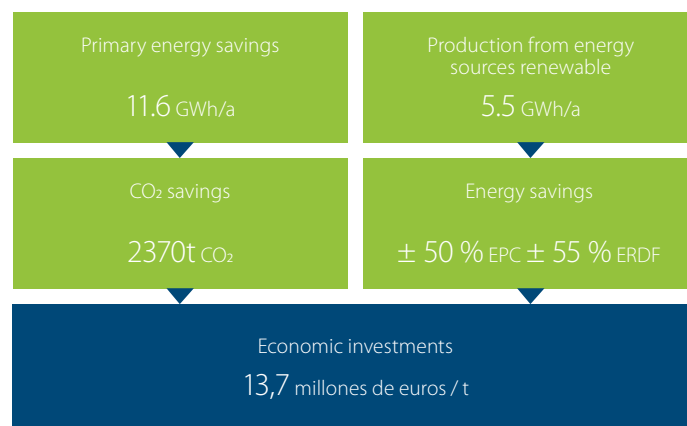 Primary energy savings
11.6 GWh/a
Production from energy
sources renewable
5.5 GWh/a
CO₂ savings
2370t CO₂
Energy savings
± 50 % EPC ± 55 % ERDF
Economic investments
13,7 millones de euros / t